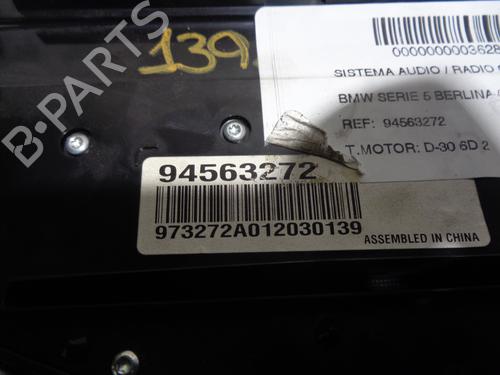 139
0000000003628
SISTEMA AUDIO / RADIO
BMW SERIE 5 BERLINA
REF: 94563272
T.MOTOR: D-30 6D 2
94563272
973272A012030139
ASSEMBLED IN CHINA
B-PARTS